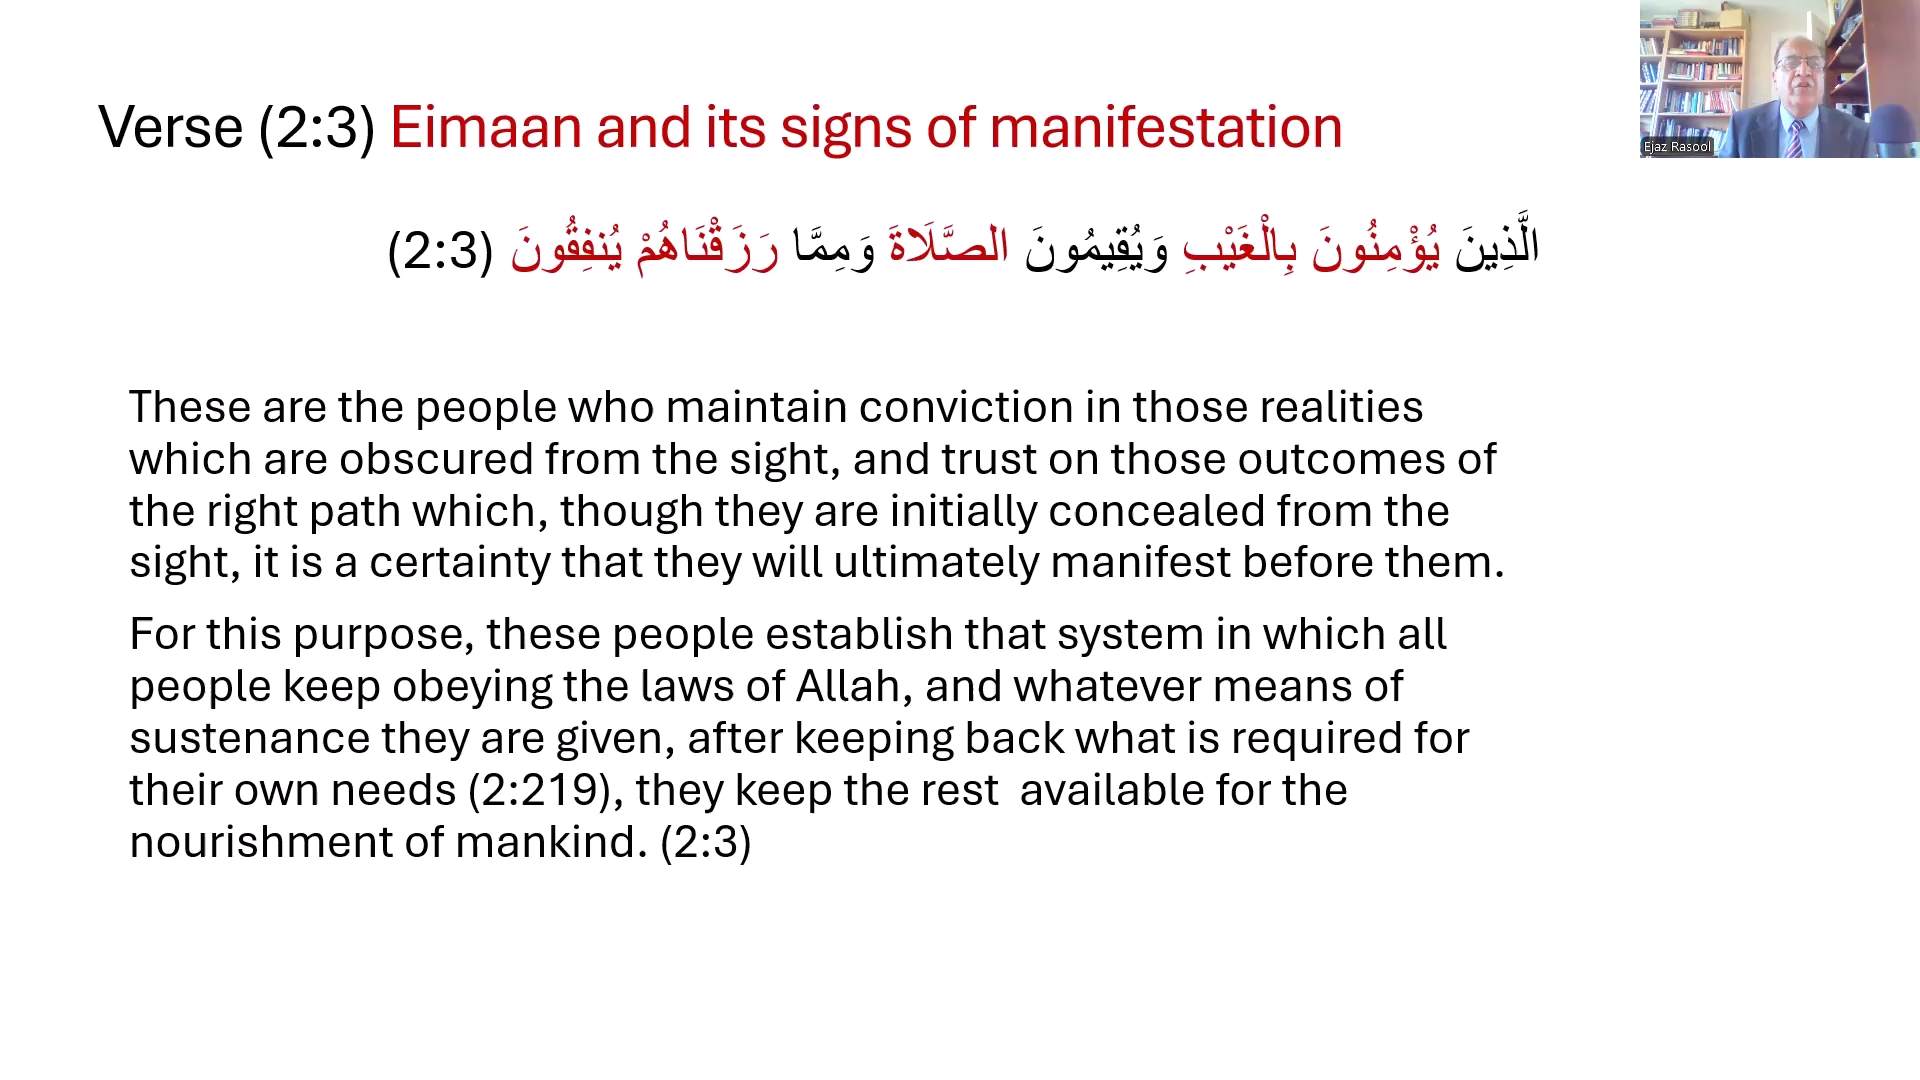 Verse (2:3) Eimaan and its signs of manifestation
Ejaz Rasool
الَّذِينَ يُؤْمِنُونَ بِالْغَيْبِ وَيُقِيمُونَ الصَّلَاةَ وَمِمَّا رَزَقْنَاهُمْ يُنفِقُونَ (2:3)
These are the people who maintain conviction in those realities
which are obscured from the sight, and trust on those outcomes of
the right path which, though they are initially concealed from the
sight, it is a certainty that they will ultimately manifest before them.
For this purpose, these people establish that system in which all
people keep obeying the laws of Allah, and whatever means of
sustenance they are given, after keeping back what is required for
their own needs (2:219), they keep the rest  available for the
nourishment of mankind. (2:3)